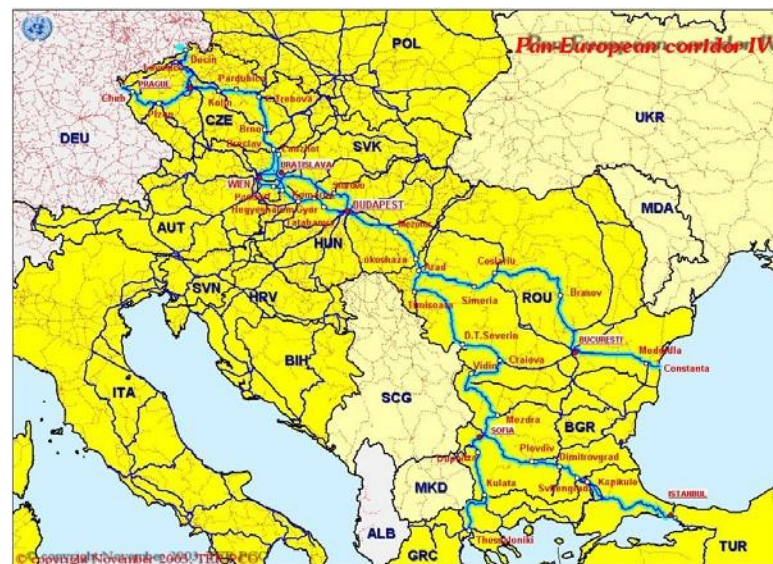 Pan-European corridor IV
POL
UKR
Decin
PRAGUE
Pardubice
Cheb
Kolin
C.Trebova
Plzen
CZE
DEU
Brno
Breclav
SVK
BRATISLAVA
MDA
WIEN
Hegyeshalom
Gyor
BUDAPEST
Tatabanya
AUT
HUN
Lokoshaza
Arad
Coslariu
SVN
HRV
Timisoara
Simeria
ROU
Brasov
D.T.Severin
BUCURESTI
Craiova
Medgidia
Constanta
BIH
Vidin
ITA
SCG
Mezdra
BGR
SOFIA
Plovdiv
Dimitrovgrad
Dupnitza
Svilengrad
Kapikule
MKD
Kulata
ISTANBUL
ALB
Thessaloniki
GRC
TUR